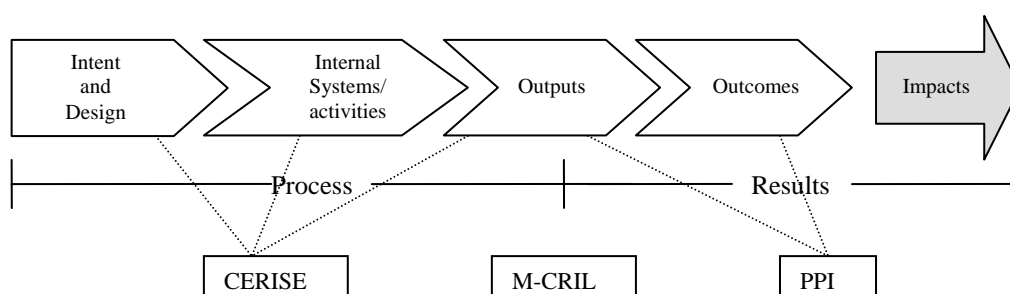 Intent
and
Design
Internal
Systems/
activities
Outputs
Outcomes
Impacts
Process
Results
CERISE
M-CRIL
PPI